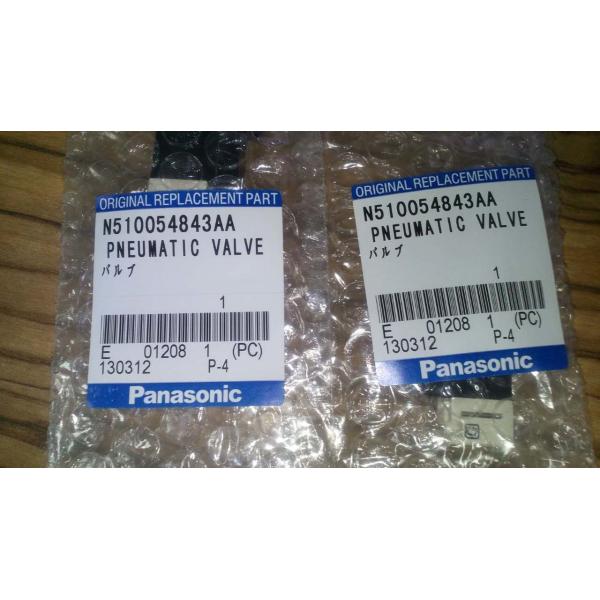 ORIGINAL REPLACEMENT PART
N510054843AA
PNEUMATIC VALVE
バルブ
1
E 01208 1 (PC)
130312 P-4
Panasonic
ORIGINAL REPLACEMENT PART
N510054843AA
PNEUMATIC VALVE
バルブ
1
E 01208 1 (PC)
130312 P-4
Panasonic